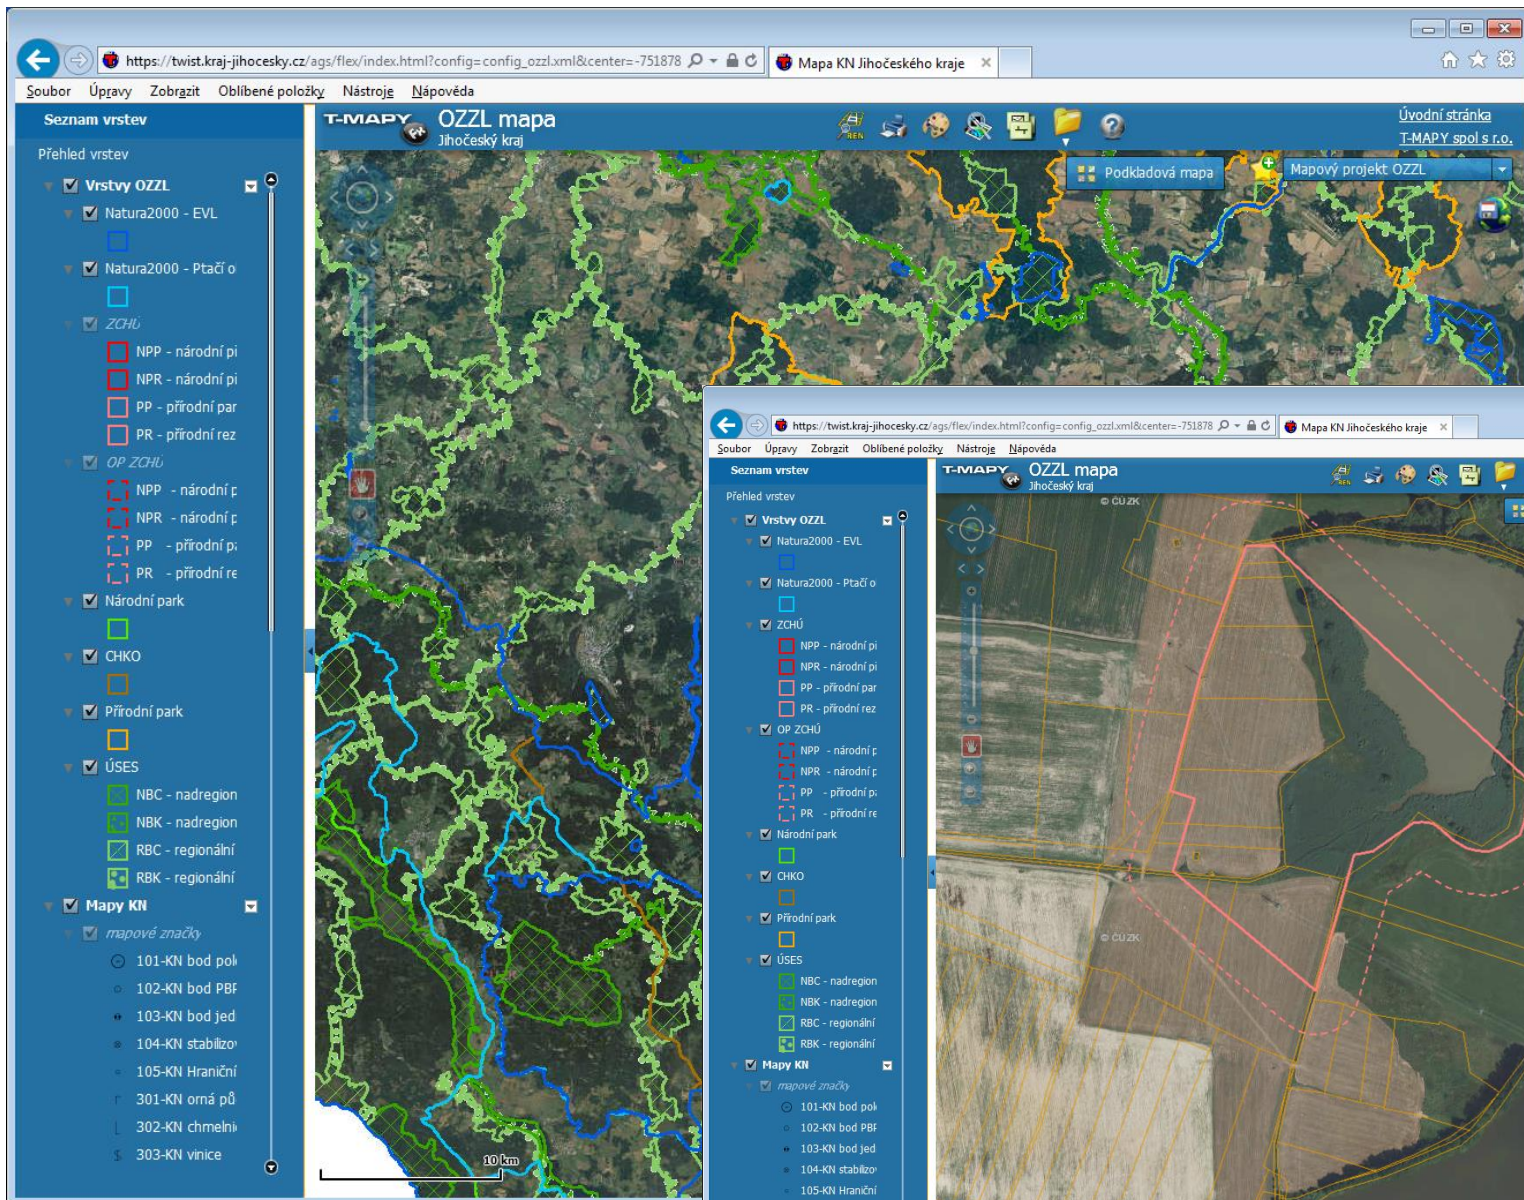 https://twist.kraj-jihocesky.cz/ags/flex/index.html?config=config_ozzl.xml&center=-751878
Mapa KN Jihočeského kraje
Soubor Úpravy Zobrazit Oblíbené položky Nástroje Nápověda
Seznam vrstev
Přehled vrstev
Vrstvy OZZL
Natura2000 - EVL
Natura2000 - Ptačí o
ZCHÚ
NPP - národní pi
NPR - národní pi
PP - přírodní par
PR - přírodní rez
OP ZCHÚ
NPP - národní p
NPR - národní p
PP - přírodní pa
PR - přírodní re
Národní park
CHKO
Přírodní park
ÚSES
NBC - nadregion
NBK - nadregion
RBC - regionální
RBK - regionální
Mapy KN
mapové značky
101-KN bod pol
102-KN bod PBP
103-KN bod jed
104-KN stabilizov
105-KN Hraniční
301-KN orná pů
302-KN chmelni
303-KN vinice
T-MAPY
OZZL mapa
Jihočeský kraj
REN
Úvodní stránka
T-MAPY spol s r.o.
Podkladová mapa
Mapový projekt OZZL
10 km
https://twist.kraj-jihocesky.cz/ags/flex/index.html?config=config_ozzl.xml&center=-751878
Mapa KN Jihočeského kraje
Soubor Úpravy Zobrazit Oblíbené položky Nástroje Nápověda
Seznam vrstev
Přehled vrstev
Vrstvy OZZL
Natura2000 - EVL
Natura2000 - Ptačí o
ZCHÚ
NPP - národní pi
NPR - národní pi
PP - přírodní par
PR - přírodní rez
OP ZCHÚ
NPP - národní p
NPR - národní p
PP - přírodní pa
PR - přírodní re
Národní park
CHKO
Přírodní park
ÚSES
NBC - nadregion
NBK - nadregion
RBC - regionální
RBK - regionální
Mapy KN
mapové značky
101-KN bod pol
102-KN bod PBP
103-KN bod jed
104-KN stabilizov
105-KN Hraniční
T-MAPY
OZZL mapa
Jihočeský kraj
REN
© ČÚZK
© ČÚZK